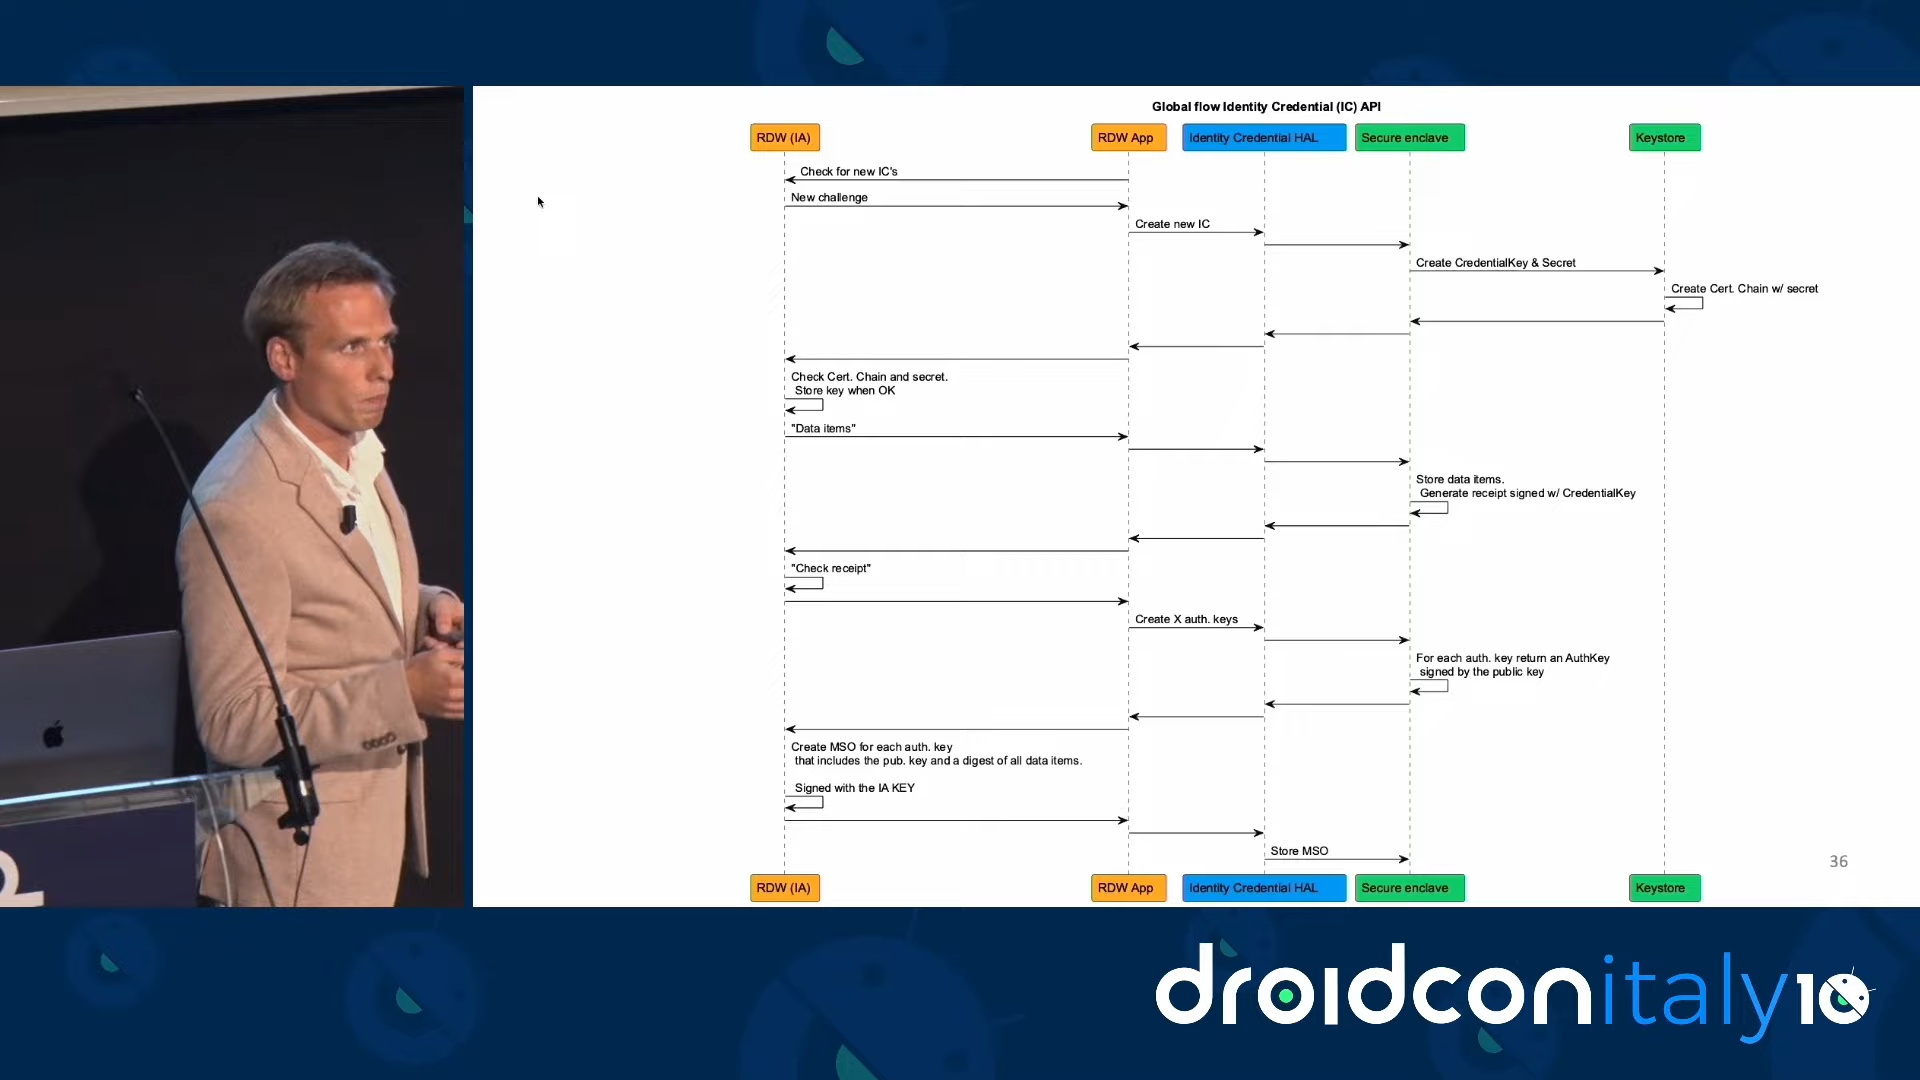 Global flow Identity Credential (IC) API
RDW (IA)
RDW App
Identity Credential HAL
Secure enclave
Keystore
Check for new IC's
New challenge
Create new IC
Create CredentialKey & Secret
Create Cert. Chain w/ secret
Check Cert. Chain and secret.
Store key when OK
"Data items"
Store data items.
Generate receipt signed w/ CredentialKey
"Check receipt"
Create X auth. keys
For each auth. key return an AuthKey
signed by the public key
Create MSO for each auth. key
that includes the pub. key and a digest of all data items.
Signed with the IA KEY
Store MSO
36
RDW (IA)
RDW App
Identity Credential HAL
Secure enclave
Keystore
droidconitaly10